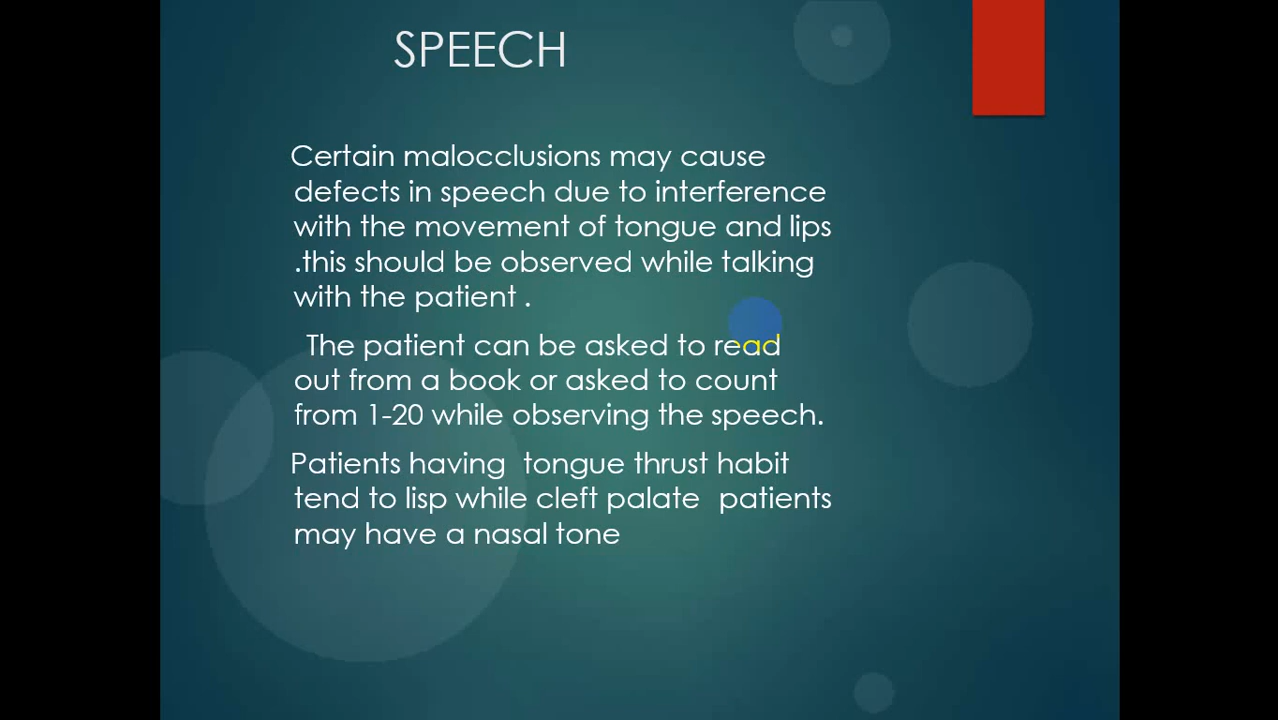 SPEECH
Certain malocclusions may cause
defects in speech due to interference
with the movement of tongue and lips
.this should be observed while talking
with the patient .
The patient can be asked to read
out from a book or asked to count
from 1-20 while observing the speech.
Patients having  tongue thrust habit
tend to lisp while cleft palate  patients
may have a nasal tone